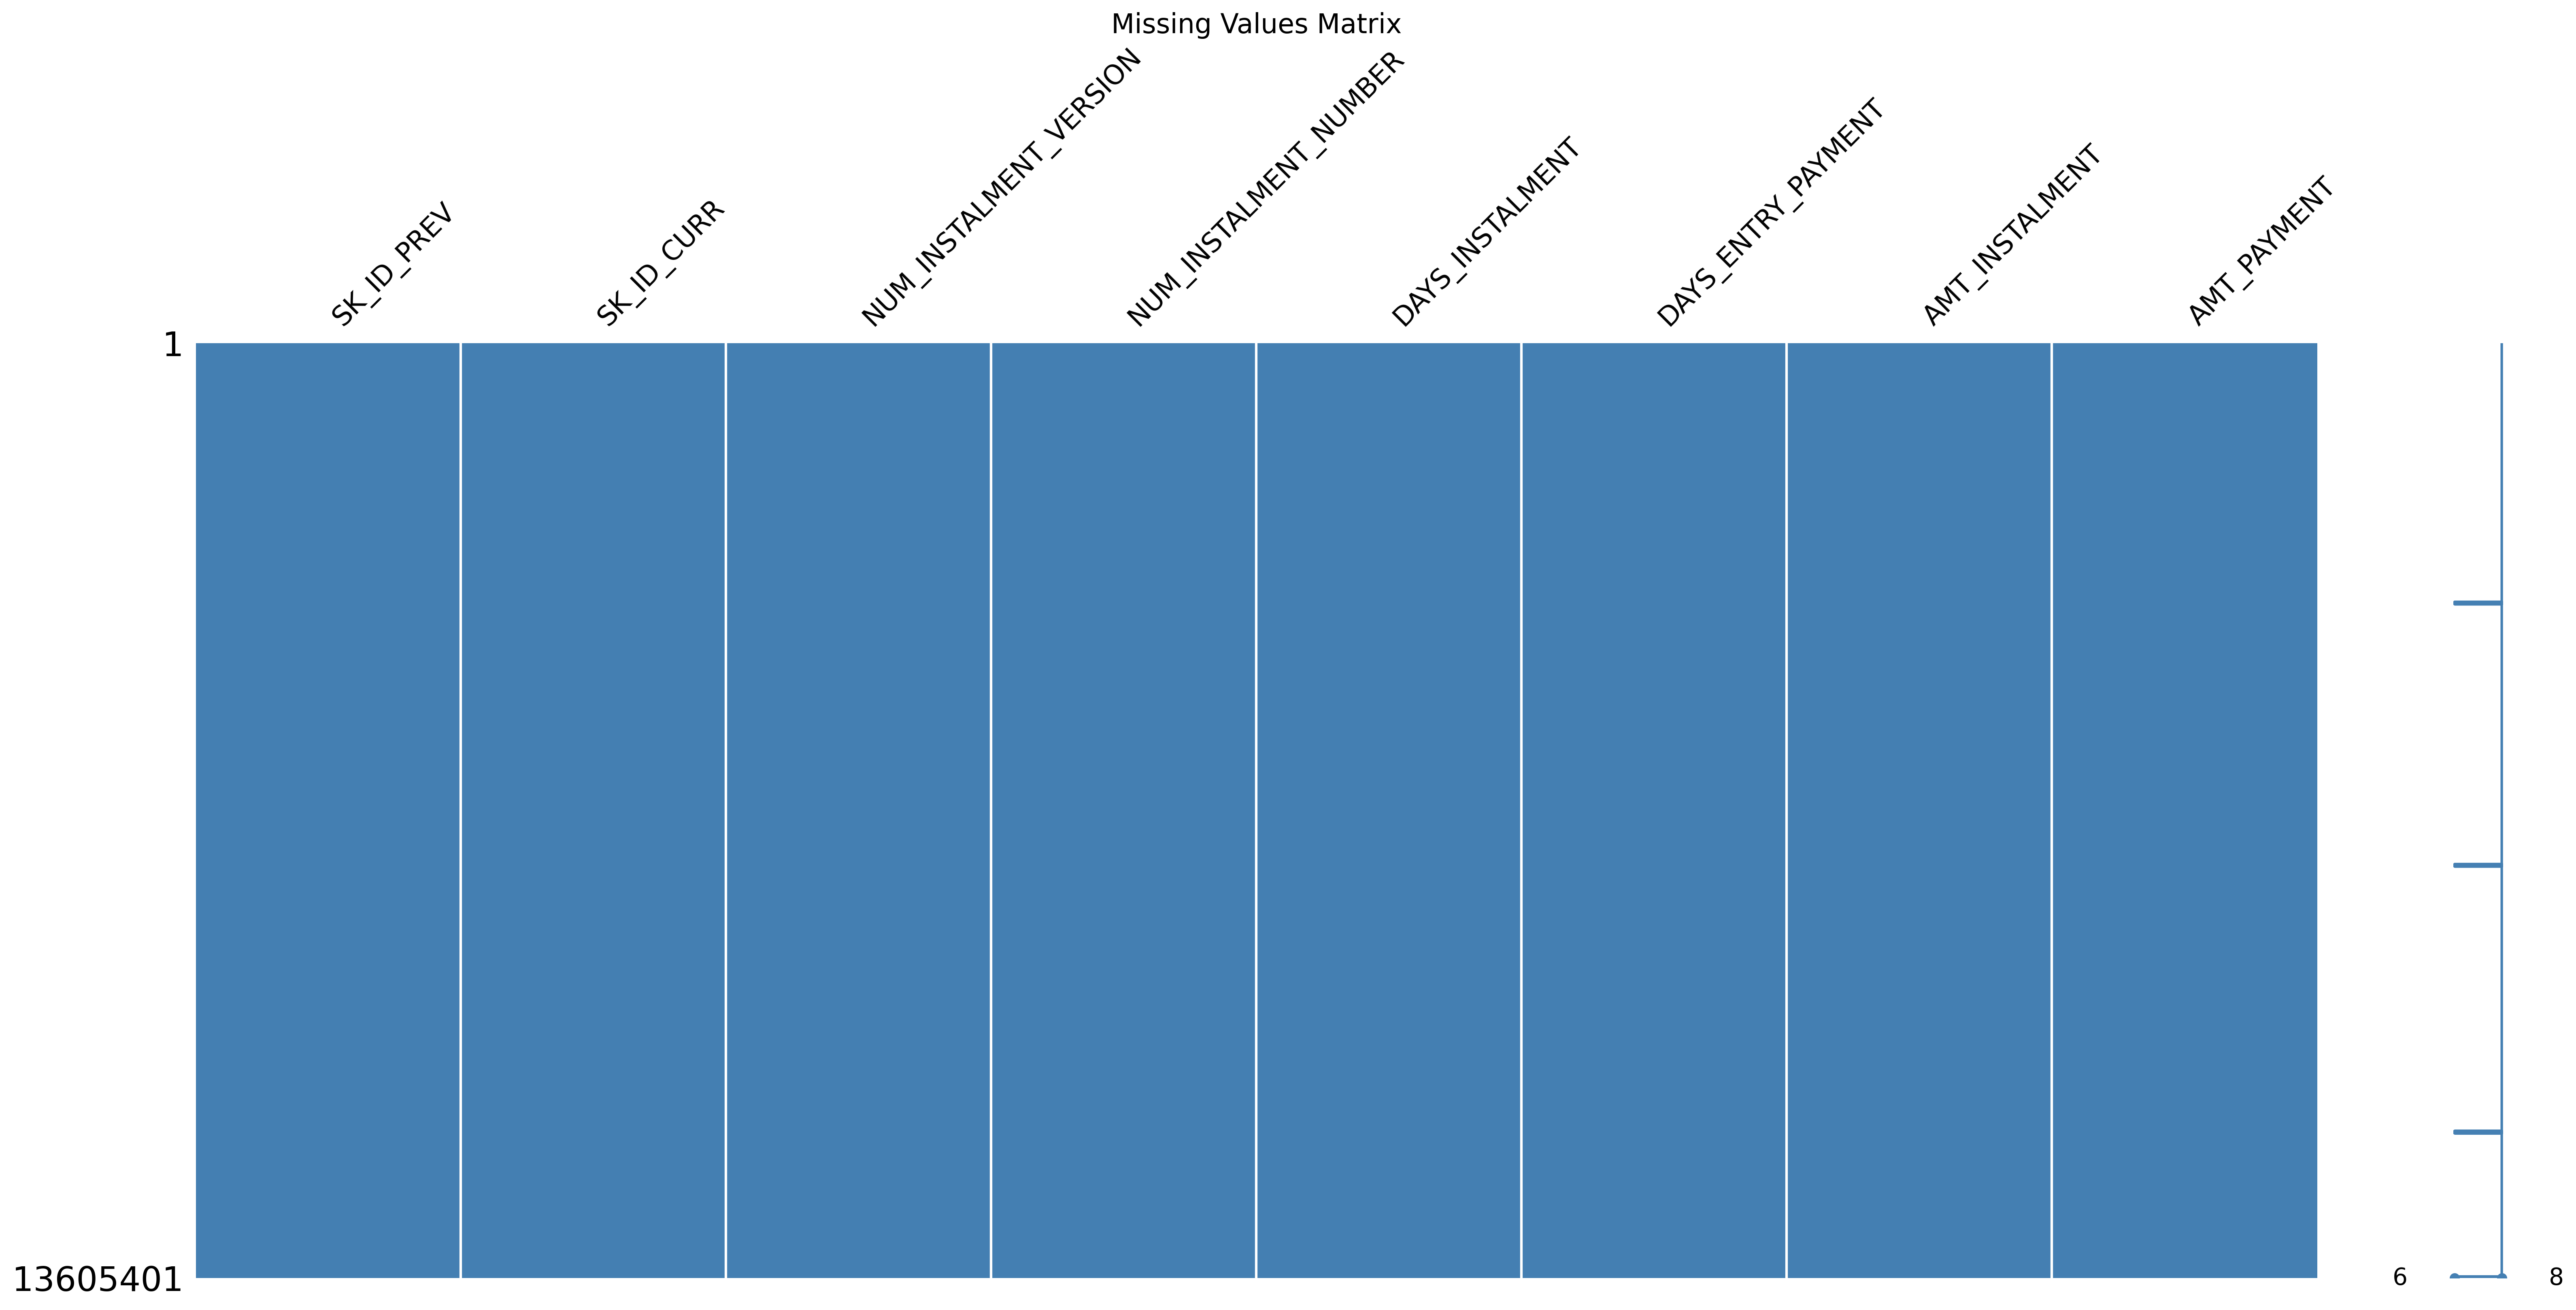 Missing Values Matrix
SK_ID_PREV
SK_ID_CURR
NUM_INSTALMENT_VERSION
NUM_INSTALMENT_NUMBER
DAYS_INSTALMENT
DAYS_ENTRY_PAYMENT
AMT_INSTALMENT
AMT_PAYMENT
1
13605401
6
8